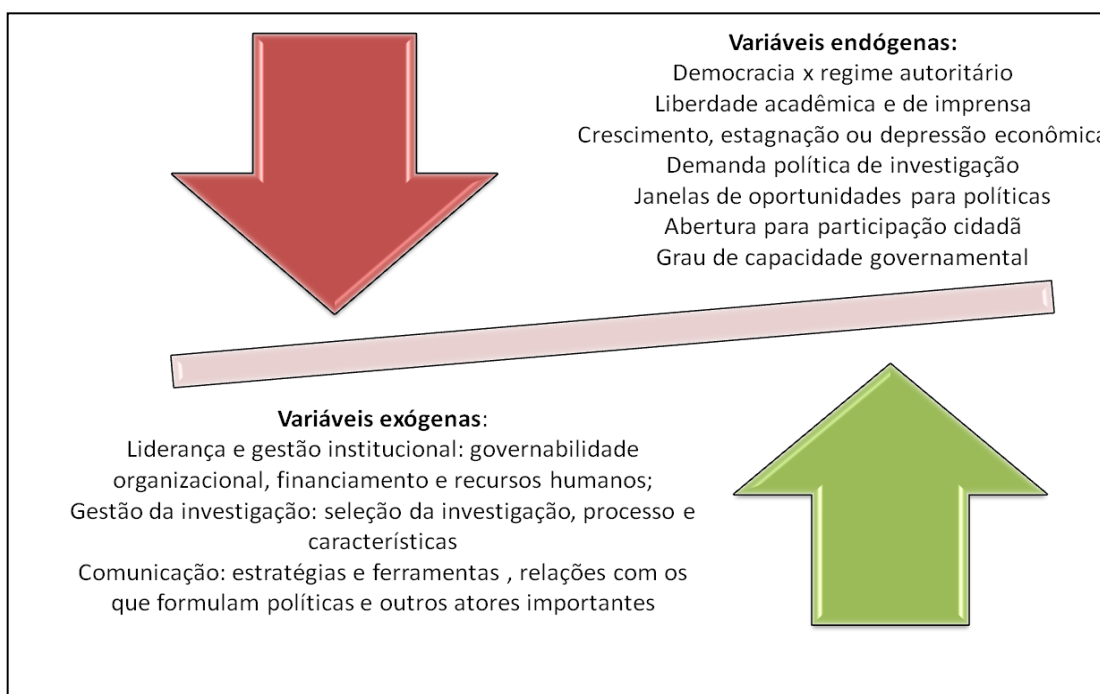 Variáveis endógenas:
Democracia x regime autoritário
Liberdade acadêmica e de imprensa
Crescimento, estagnação ou depressão econômica
Demanda política de investigação
Janelas de oportunidades para políticas
Abertura para participação cidadã
Grau de capacidade governamental
Variáveis exógenas:
Liderança e gestão institucional: governabilidade
organizacional, financiamento e recursos humanos;
Gestão da investigação: seleção da investigação, processo e
características
Comunicação: estratégias e ferramentas , relações com os
que formulam políticas e outros atores importantes